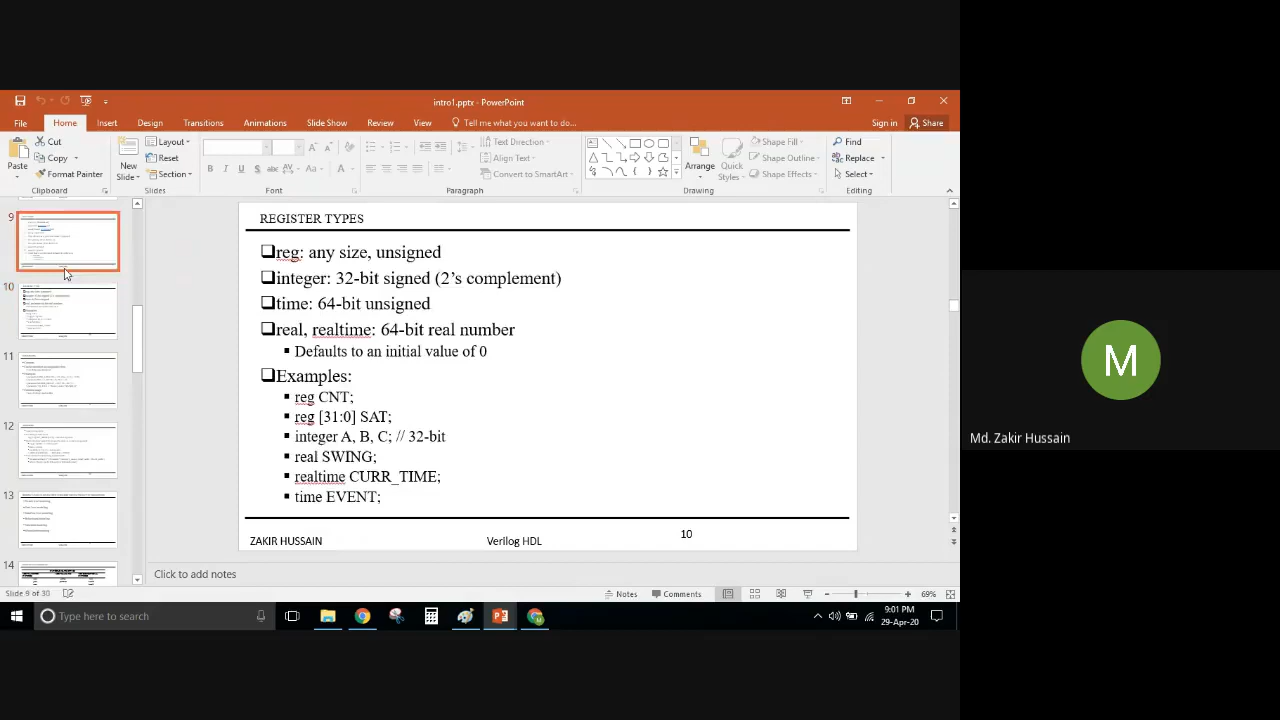 intro1.pptx - PowerPoint
File Home Insert Design Transitions Animations Slide Show Review View Tell me what you want to do... Sign in Share
Paste Cut Copy Format Painter Clipboard
New Slide Layout Reset Section Slides
Font
Text Direction Align Text Convert to SmartArt Paragraph
Arrange Quick Styles Shape Fill Shape Outline Shape Effects Drawing
Find Replace Select Editing
9
10
11
12
13
14
REGISTER TYPES
reg any size, unsigned
integer: 32-bit signed (2's complement)
time: 64-bit unsigned
real, realtime: 64-bit real number
Defaults to an initial value of 0
Examples:
reg CNT;
reg [31:0] SAT;
A, B, C; // 32-bit
real SWING;
realtime CURR_TIME;
time EVENT;
ZAKIR HUSSAIN Verilog HDL 10
Click to add notes
Slide 9 of 30 Notes Comments 69%
Type here to search
9:01 PM
29-Apr-20
M
Md. Zakir Hussain